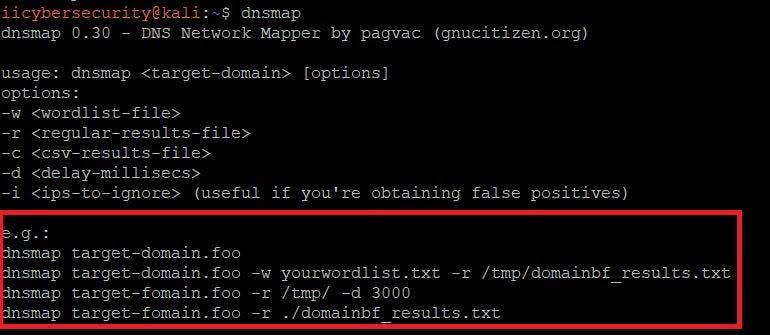 iicybersecurity@kali:~$ dnsmap
dnsmap 0.30 - DNS Network Mapper by pagvac (gnucitizen.org)
usage: dnsmap <target-domain> [options]
options:
-w <wordlist-file>
-r <regular-results-file>
-c <csv-results-file>
-d <delay-millisecs>
-i <ips-to-ignore> (useful if you're obtaining false positives)
e.g.:
dnsmap target-domain.foo
dnsmap target-domain.foo -w yourwordlist.txt -r /tmp/domainbf_results.txt
dnsmap target-fomain.foo -r /tmp/ -d 3000
dnsmap target-fomain.foo -r ./domainbf_results.txt